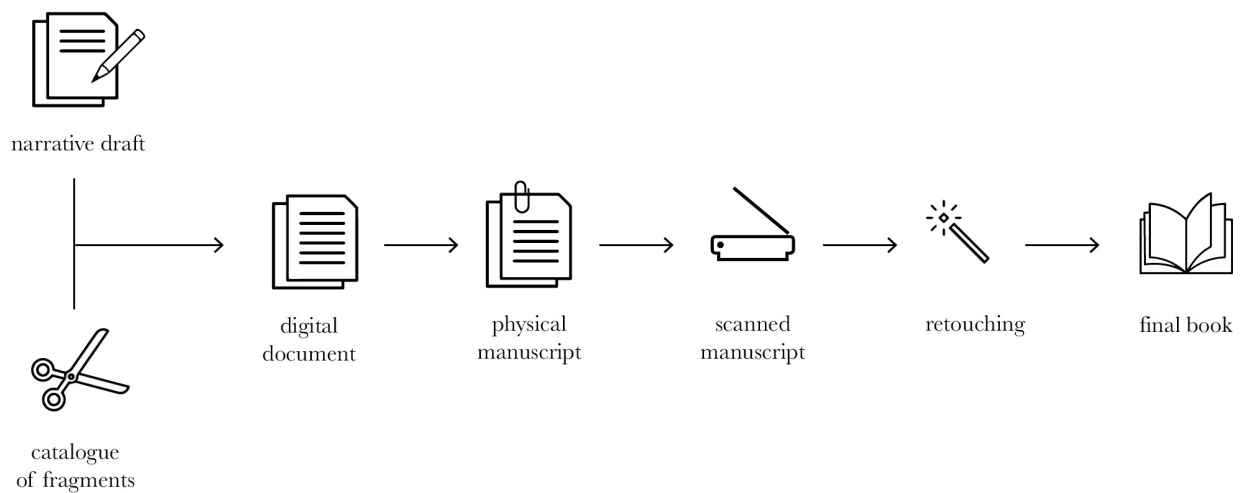 narrative draft
digital
document
physical
manuscript
scanned
manuscript
retouching
final book
catalogue
of fragments